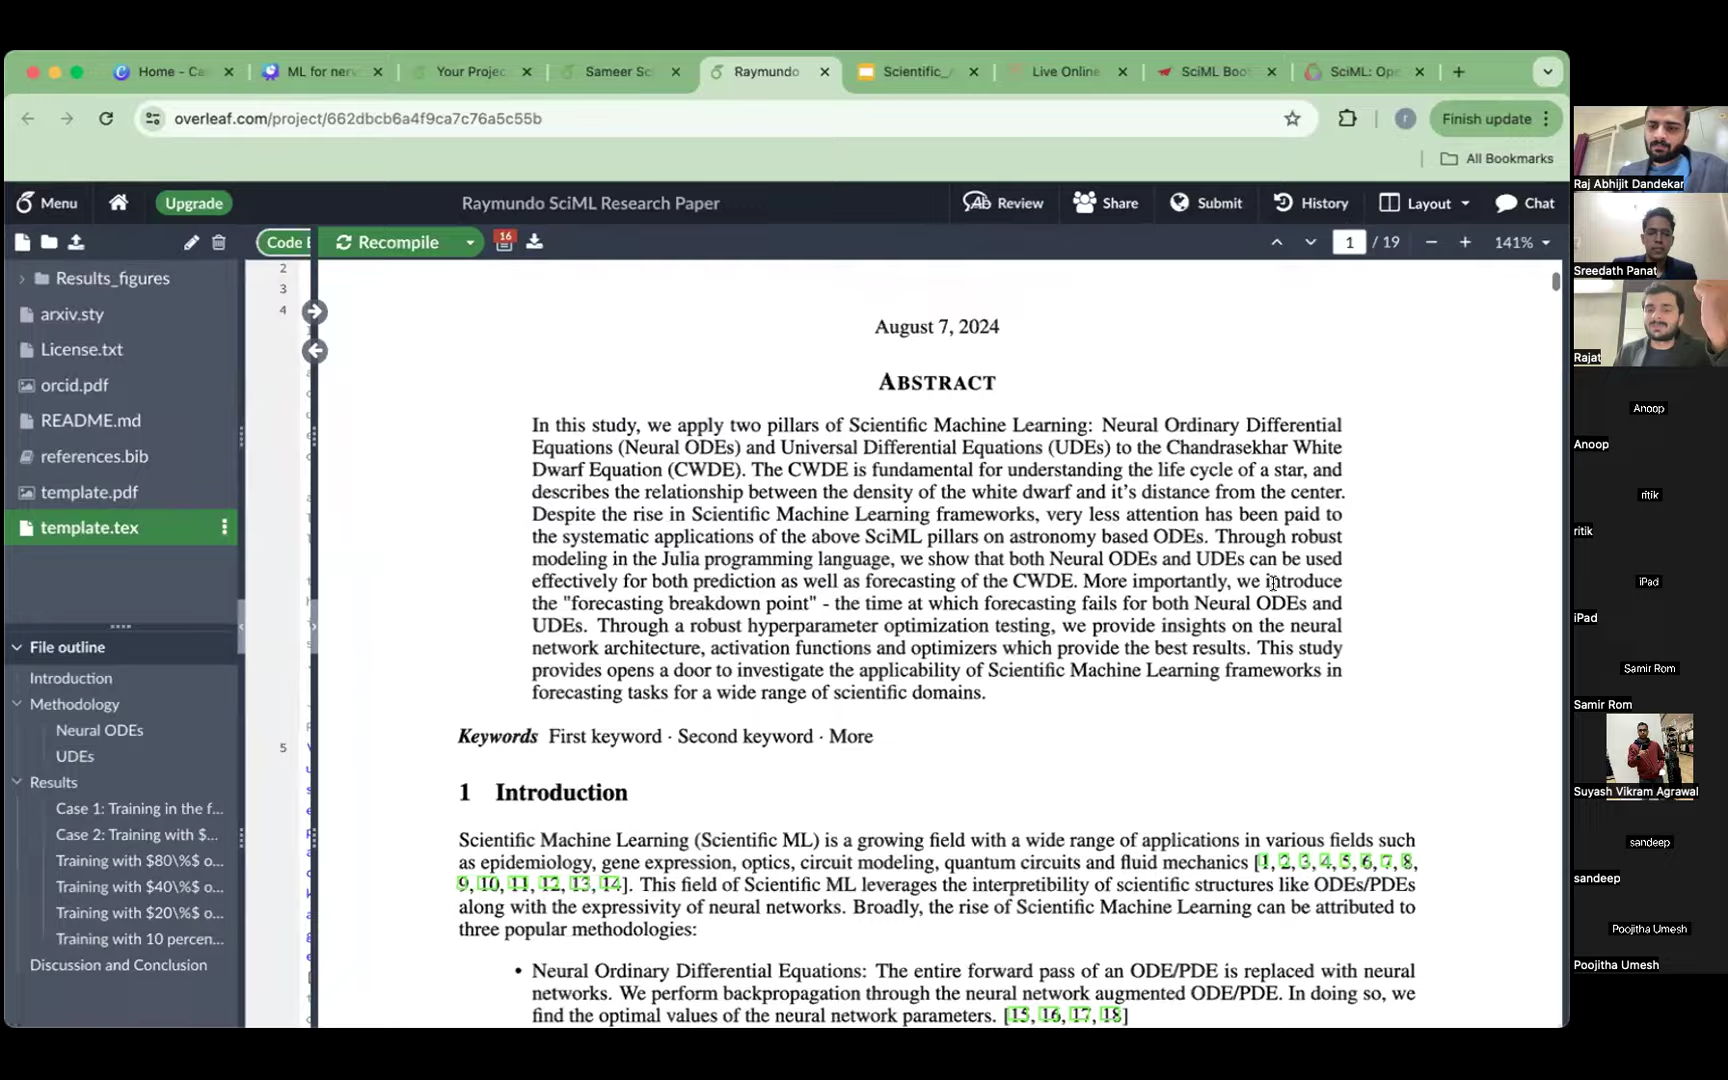 Home - Ca
ML for nerv
Your Projec
Sameer Sc
Raymundo
Scientific_
Live Online
SciML Boo
SciML: Ope
overleaf.com/project/662dbcb6a4f9ca7c76a5c55b
Finish update
All Bookmarks
Menu
Upgrade
Raymundo SciML Research Paper
Review
Share
Submit
History
Layout
Chat
Code E
Recompile
16
1 / 19
141%
Results_figures
arxiv.sty
License.txt
orcid.pdf
README.md
references.bib
template.pdf
template.tex
File outline
Introduction
Methodology
Neural ODEs
UDEs
Results
Case 1: Training in the f...
Case 2: Training with $...
Training with $80\%$ o...
Training with $40\%$ o...
Training with $20\%$ o...
Training with 10 percen...
Discussion and Conclusion
2
3
4
5
August 7, 2024
ABSTRACT
In this study, we apply two pillars of Scientific Machine Learning: Neural Ordinary Differential
Equations (Neural ODEs) and Universal Differential Equations (UDEs) to the Chandrasekhar White
Dwarf Equation (CWDE). The CWDE is fundamental for understanding the life cycle of a star, and
describes the relationship between the density of the white dwarf and it's distance from the center.
Despite the rise in Scientific Machine Learning frameworks, very less attention has been paid to
the systematic applications of the above SciML pillars on astronomy based ODEs. Through robust
modeling in the Julia programming language, we show that both Neural ODEs and UDEs can be used
effectively for both prediction as well as forecasting of the CWDE. More importantly, we introduce
the "forecasting breakdown point" - the time at which forecasting fails for both Neural ODEs and
UDEs. Through a robust hyperparameter optimization testing, we provide insights on the neural
network architecture, activation functions and optimizers which provide the best results. This study
provides opens a door to investigate the applicability of Scientific Machine Learning frameworks in
forecasting tasks for a wide range of scientific domains.
Keywords First keyword · Second keyword · More
1 Introduction
Scientific Machine Learning (Scientific ML) is a growing field with a wide range of applications in various fields such
as epidemiology, gene expression, optics, circuit modeling, quantum circuits and fluid mechanics [1, 2, 3, 4, 5, 6, 7, 8,
9, 10, 11, 12, 13, 14]. This field of Scientific ML leverages the interpretibility of scientific structures like ODEs/PDEs
along with the expressivity of neural networks. Broadly, the rise of Scientific Machine Learning can be attributed to
three popular methodologies:
• Neural Ordinary Differential Equations: The entire forward pass of an ODE/PDE is replaced with neural
networks. We perform backpropagation through the neural network augmented ODE/PDE. In doing so, we
find the optimal values of the neural network parameters. [15, 16, 17, 18]
Raj Abhijit Dandekar
Sreedath Panat
Rajat
Anoop
Anoop
ritik
ritik
iPad
iPad
Samir Rom
Samir Rom
Suyash Vikram Agrawal
sandeep
sandeep
Poojitha Umesh
Poojitha Umesh